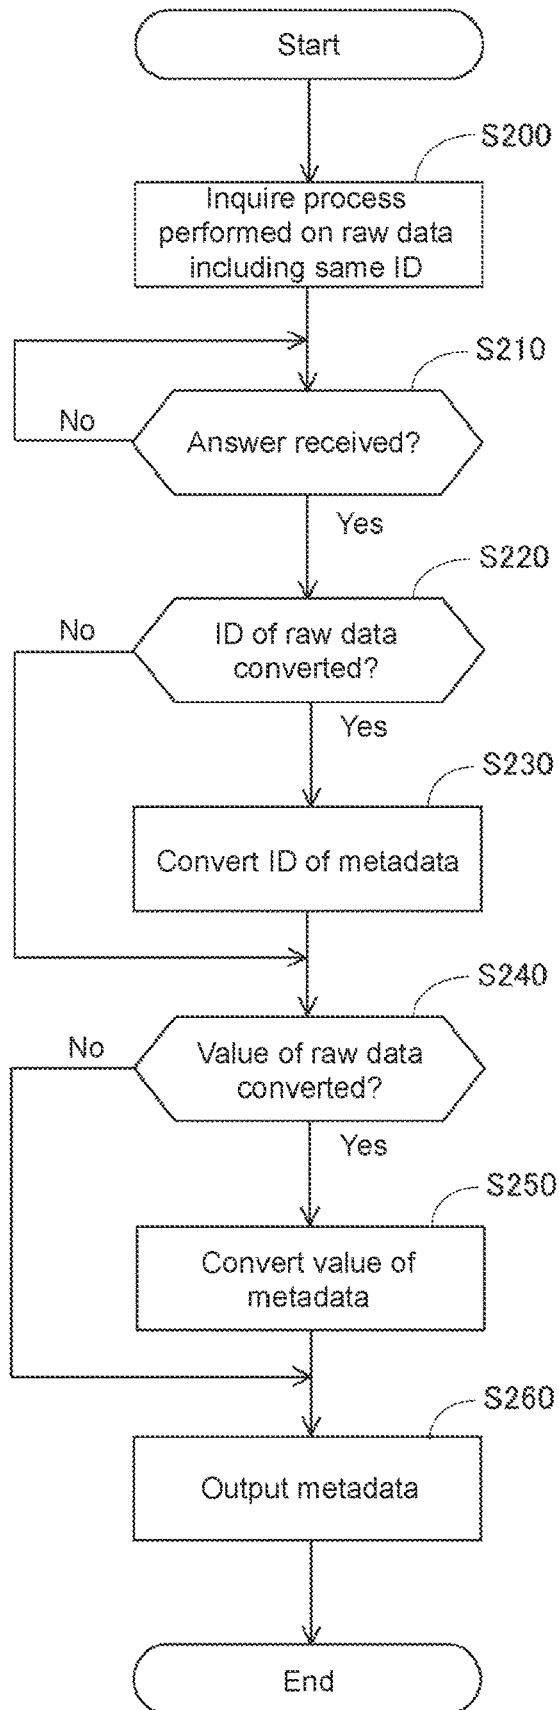 Start
S200
Inquire process
performed on raw data
including same ID
S210
No
Answer received?
Yes
S220
No
ID of raw data
converted?
Yes
S230
Convert ID of metadata
S240
No
Value of raw data
converted?
Yes
S250
Convert value of
metadata
S260
Output metadata
End